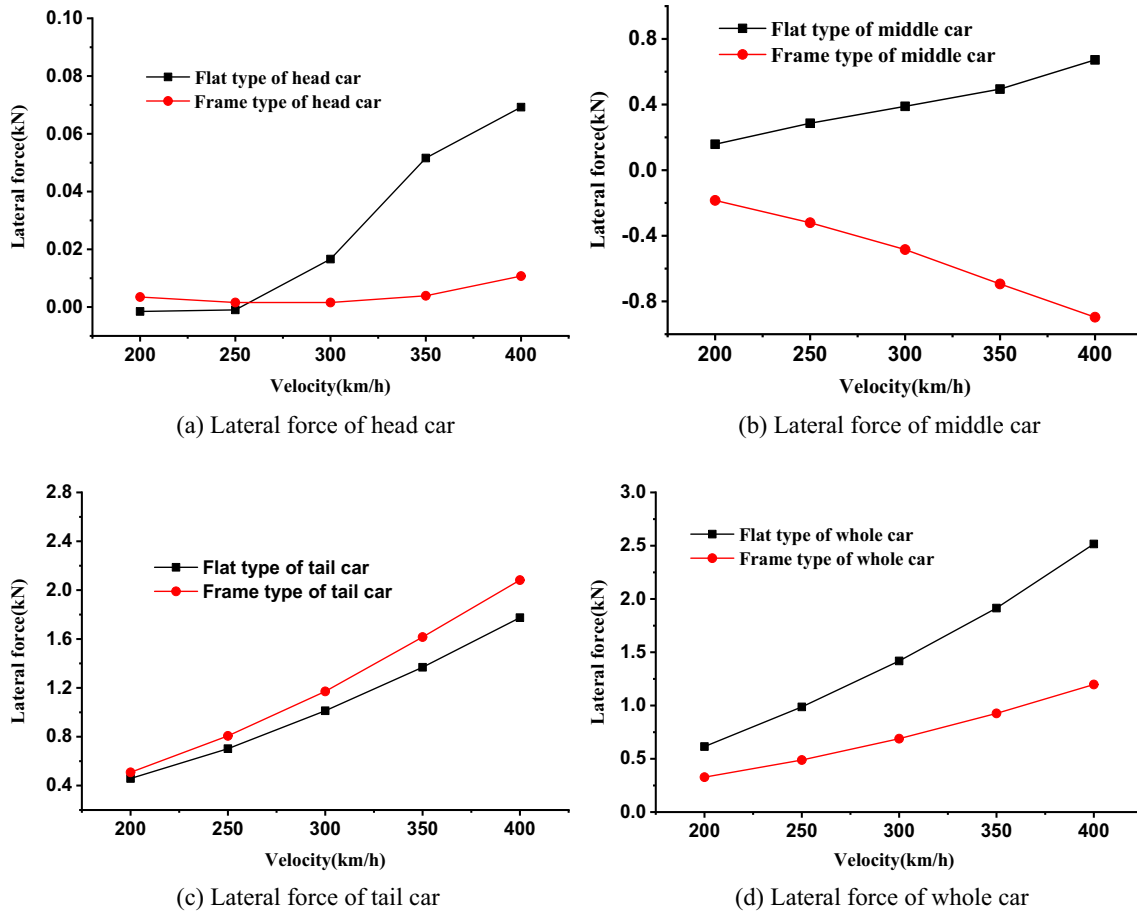 0.10
0.08
0.06
0.04
0.02
0.00
Lateral force(kN)
Flat type of head car
Frame type of head car
200 250 300 350 400
Velocity(km/h)
(a) Lateral force of head car
0.8
0.4
0.0
-0.4
-0.8
Lateral force(kN)
Flat type of middle car
Frame type of middle car
200 250 300 350 400
Velocity(km/h)
(b) Lateral force of middle car
2.8
2.4
2.0
1.6
1.2
0.8
0.4
Lateral force(kN)
Flat type of tail car
Frame type of tail car
200 250 300 350 400
Velocity(km/h)
(c) Lateral force of tail car
3.0
2.5
2.0
1.5
1.0
0.5
0.0
Lateral force(kN)
Flat type of whole car
Frame type of whole car
200 250 300 350 400
Velocity(km/h)
(d) Lateral force of whole car